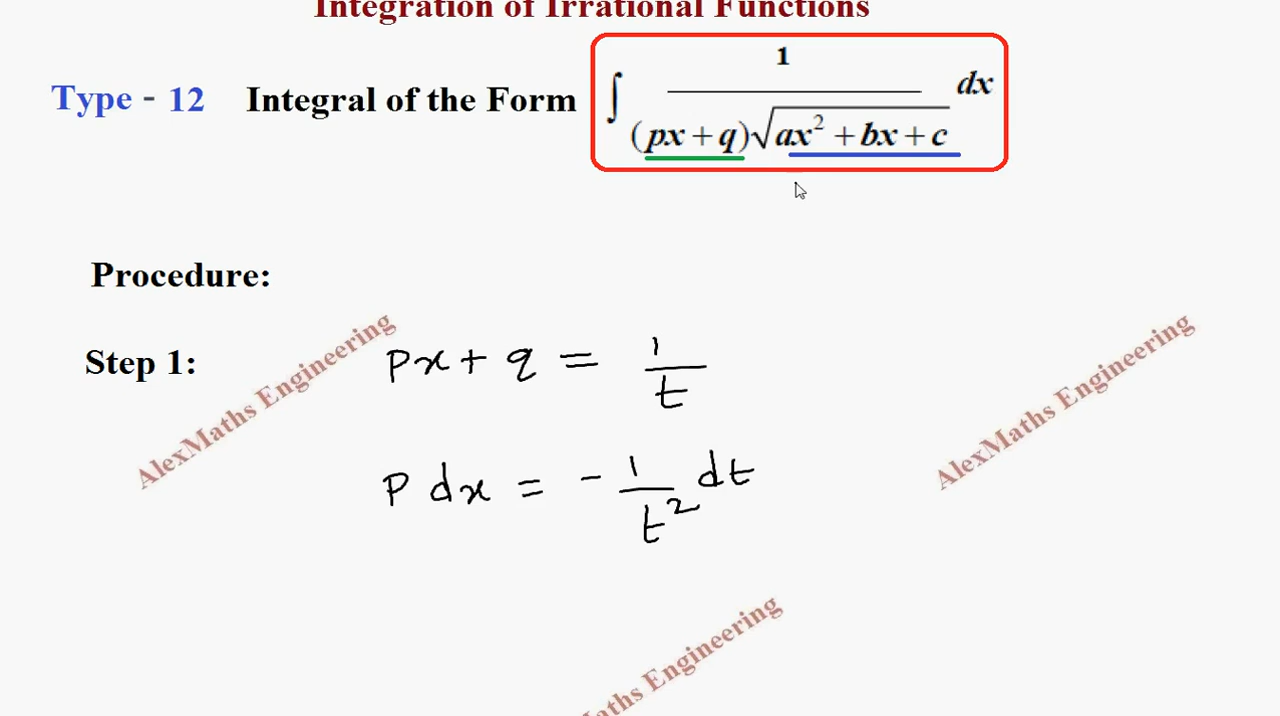 Integration of Irrational Functions
Type - 12 Integral of the Form ∫ 1 / ((px + q)√(ax² + bx + c)) dx
Procedure:
Step 1: px + q = 1/t
P dx = - 1/t² dt
AlexMaths Engineering
AlexMaths Engineering
aths Engineering